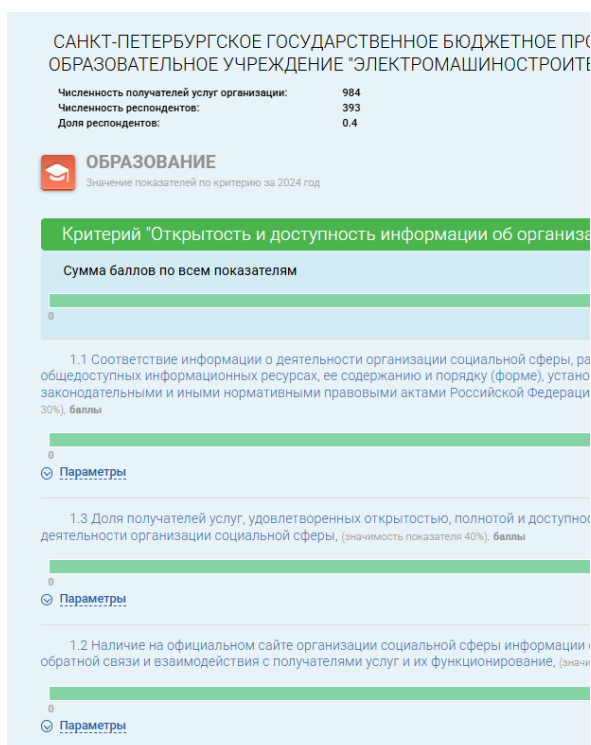 САНКТ-ПЕТЕРБУРГСКОЕ ГОСУДАРСТВЕННОЕ БЮДЖЕТНОЕ ПРО
ОБРАЗОВАТЕЛЬНОЕ УЧРЕЖДЕНИЕ "ЭЛЕКТРОМАШИНОСТРОИТЕ
Численность получателей услуг организации: 984
Численность респондентов: 393
Доля респондентов: 0.4
ОБРАЗОВАНИЕ
Значение показателей по критерию за 2024 год
Критерий "Открытость и доступность информации об организа
Сумма баллов по всем показателям
0
1.1 Соответствие информации о деятельности организации социальной сферы, ра
общедоступных информационных ресурсах, ее содержанию и порядку (форме), устано
законодательными и иными нормативными правовыми актами Российской Федераци
30%), баллы
0
Параметры
1.3 Доля получателей услуг, удовлетворенных открытостью, полнотой и доступнос
деятельности организации социальной сферы, (значимость показателя 40%), баллы
0
Параметры
1.2 Наличие на официальном сайте организации социальной сферы информации о
обратной связи и взаимодействия с получателями услуг и их функционирование, (значи
0
Параметры